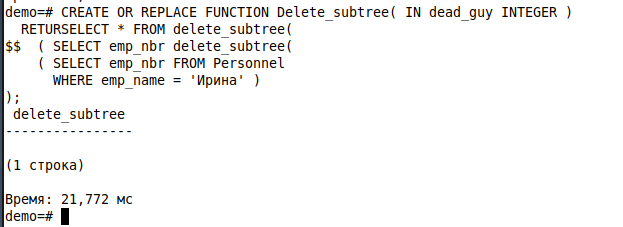 demo=# CREATE OR REPLACE FUNCTION Delete_subtree( IN dead_guy INTEGER )
  RETURSELECT * FROM delete_subtree(
$$  ( SELECT emp_nbr delete_subtree(
    ( SELECT emp_nbr FROM Personnel
      WHERE emp_name = 'Ирина' )
);
 delete_subtree
----------------
(1 строка)
Время: 21,772 мс
demo=#